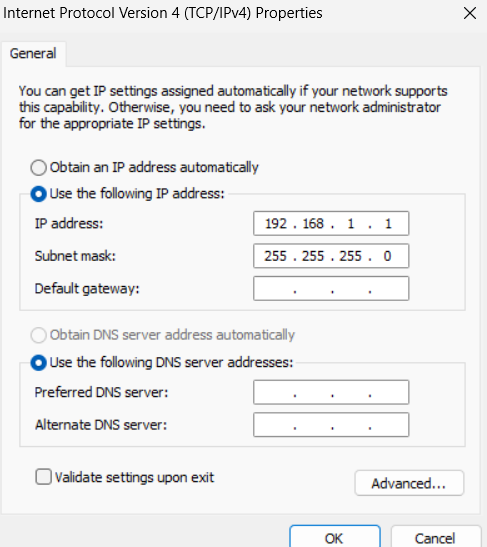 Internet Protocol Version 4 (TCP/IPv4) Properties
General
You can get IP settings assigned automatically if your network supports
this capability. Otherwise, you need to ask your network administrator
for the appropriate IP settings.
Obtain an IP address automatically
Use the following IP address:
IP address: 192 . 168 . 1 . 1
Subnet mask: 255 . 255 . 255 . 0
Default gateway: . . .
Obtain DNS server address automatically
Use the following DNS server addresses:
Preferred DNS server: . . .
Alternate DNS server: . . .
Validate settings upon exit
Advanced...
OK Cancel